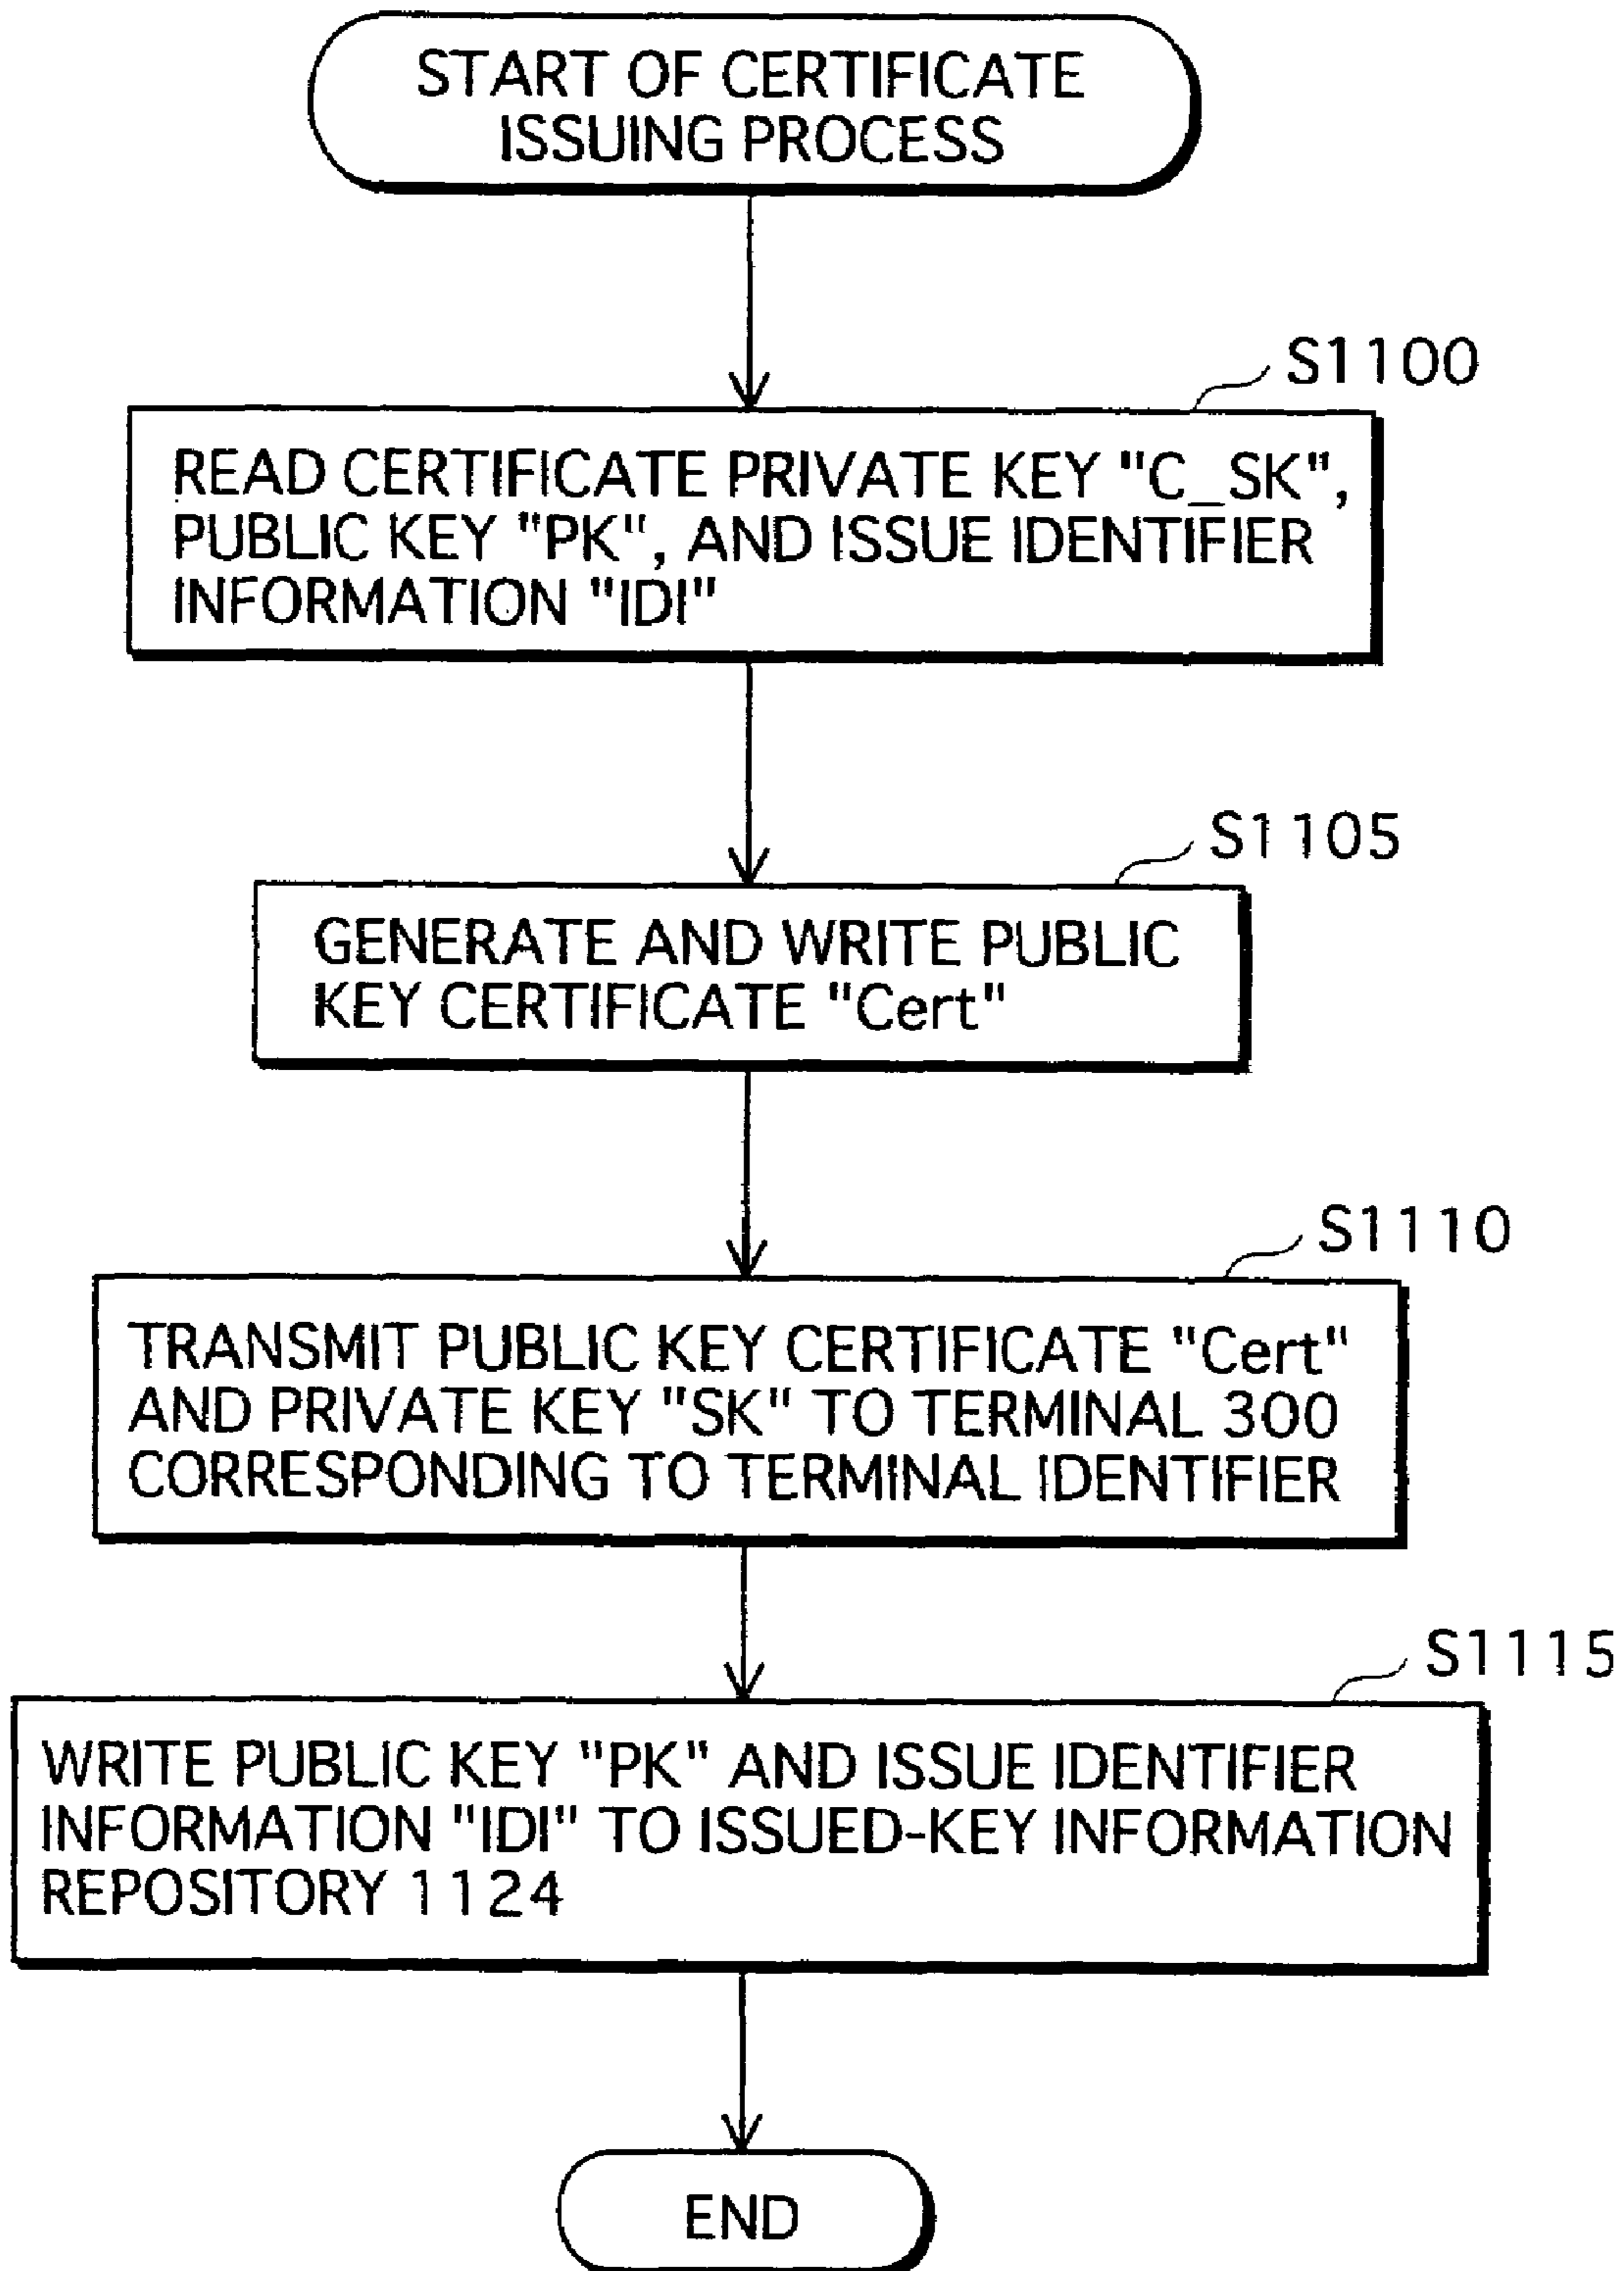 START OF CERTIFICATE
ISSUING PROCESS
S1100
READ CERTIFICATE PRIVATE KEY "C_SK",
PUBLIC KEY "PK", AND ISSUE IDENTIFIER
INFORMATION "IDI"
S1105
GENERATE AND WRITE PUBLIC
KEY CERTIFICATE "Cert"
S1110
TRANSMIT PUBLIC KEY CERTIFICATE "Cert"
AND PRIVATE KEY "SK" TO TERMINAL 300
CORRESPONDING TO TERMINAL IDENTIFIER
S1115
WRITE PUBLIC KEY "PK" AND ISSUE IDENTIFIER
INFORMATION "IDI" TO ISSUED-KEY INFORMATION
REPOSITORY 1124
END